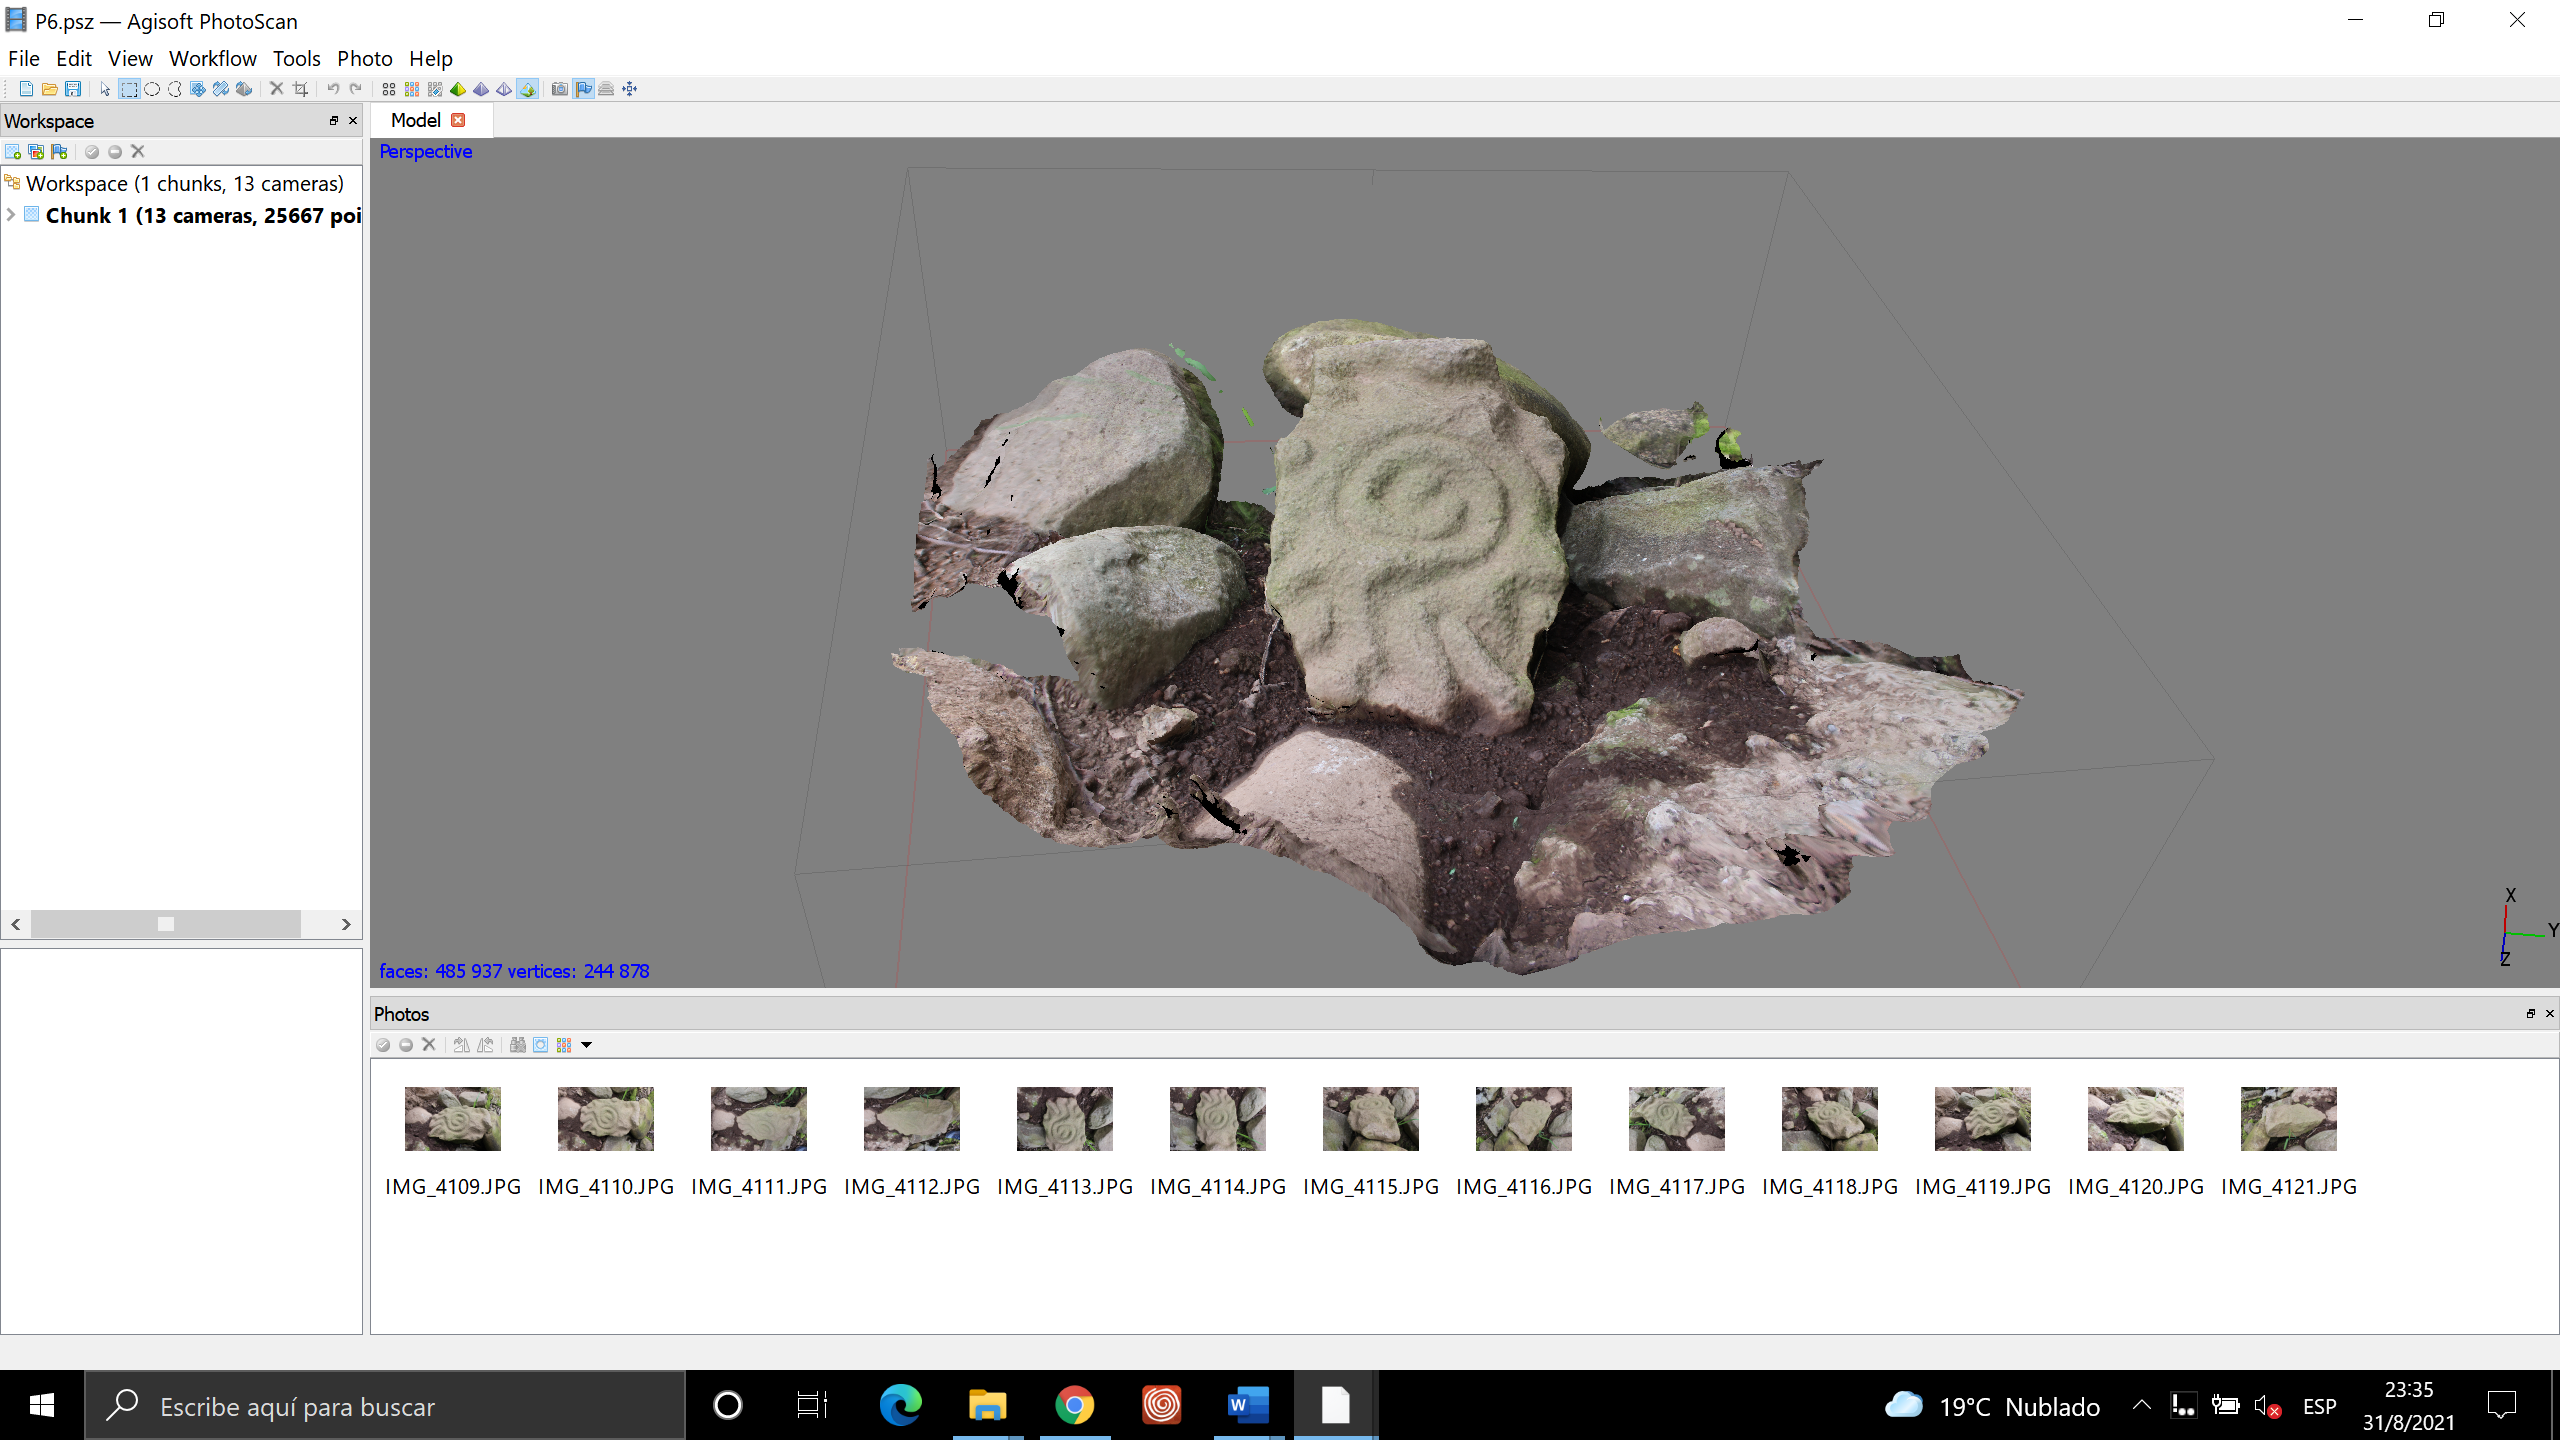 P6.psz — Agisoft PhotoScan
File Edit View Workflow Tools Photo Help
Workspace
Workspace (1 chunks, 13 cameras)
Chunk 1 (13 cameras, 25667 poi
Model
Perspective
X
Y
Z
faces: 485 937 vertices: 244 878
Photos
IMG_4109.JPG IMG_4110.JPG IMG_4111.JPG IMG_4112.JPG IMG_4113.JPG IMG_4114.JPG IMG_4115.JPG IMG_4116.JPG IMG_4117.JPG IMG_4118.JPG IMG_4119.JPG IMG_4120.JPG IMG_4121.JPG
Escribe aquí para buscar
W
19°C Nublado
ESP
23:35
31/8/2021